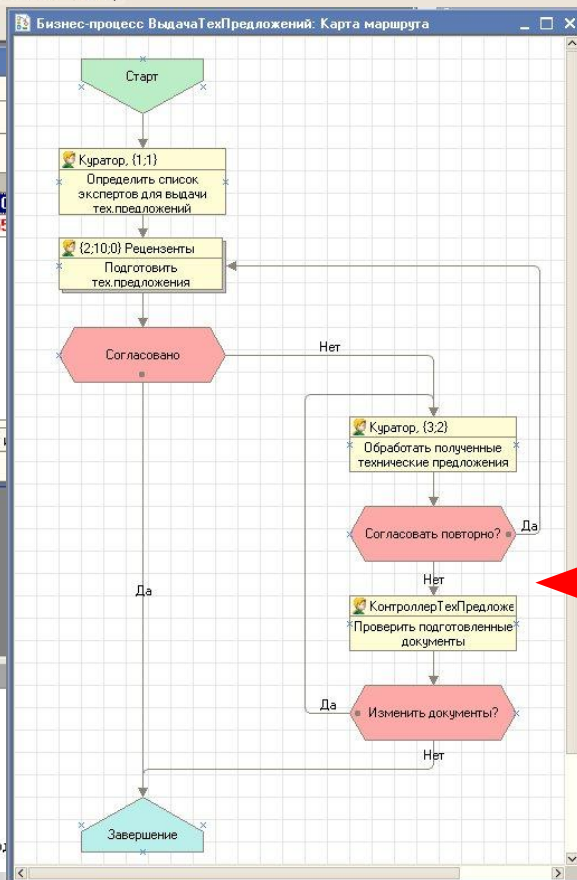 Бизнес-процесс ВыдачаТехПредложений: Карта маршрута
Старт
Куратор, {1;1}
Определить список
экспертов для выдачи
тех.предложений
{2;10;0} Рецензенты
Подготовить
тех.предложения
Согласовано
Нет
Куратор, {3;2}
Обработать полученные
технические предложения
Согласовать повторно?
Да
Нет
Да
КонтроллерТехПредложе
Проверить подготовленные
документы
Да
Изменить документы?
Нет
Завершение